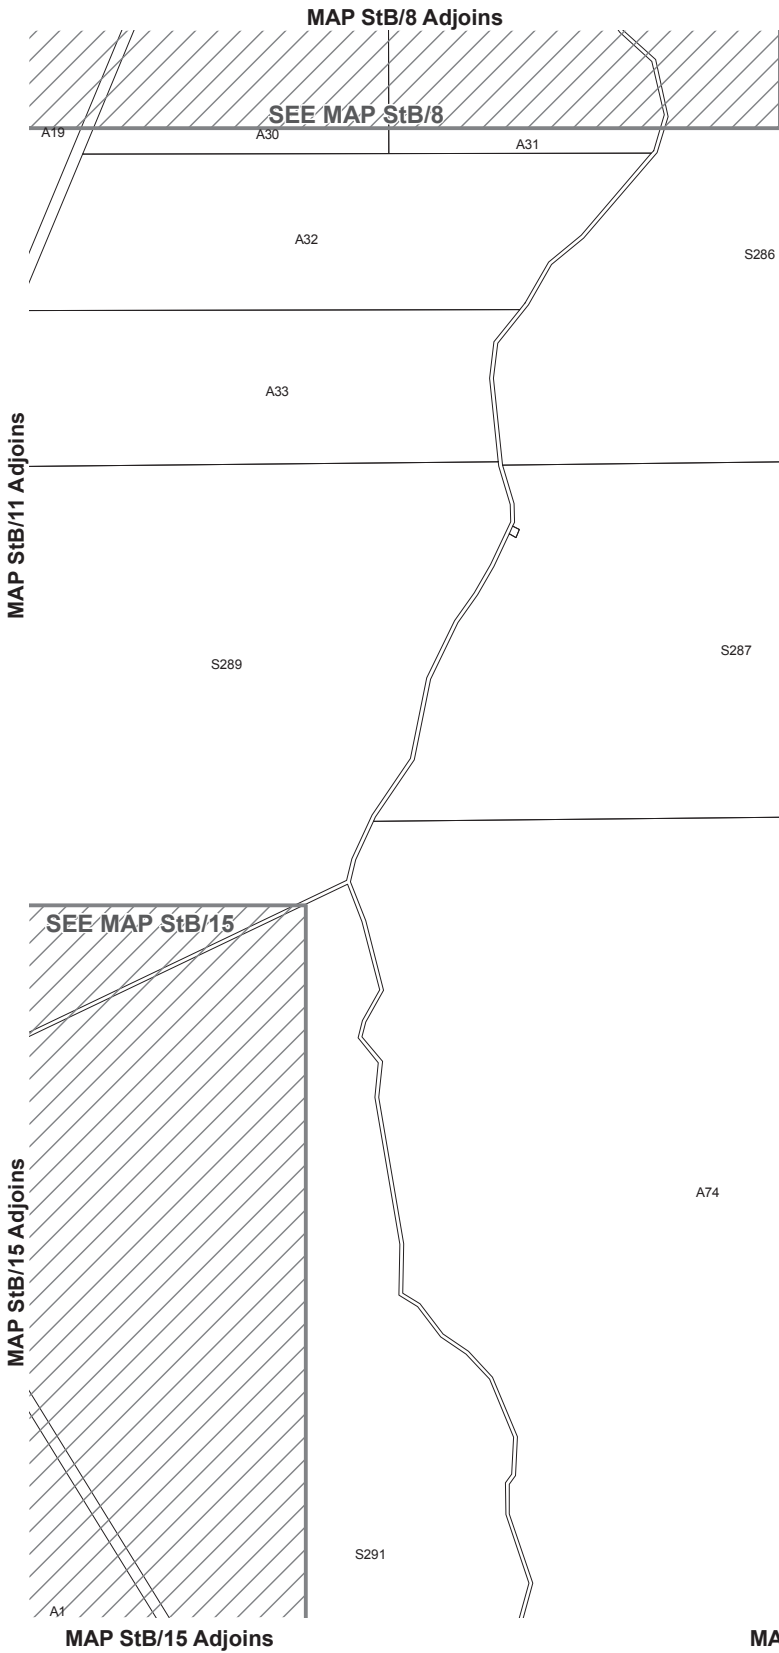 MAP StB/8 Adjoins
SEE MAP StB/8
A19
A30
A31
A32
S286
A33
MAP StB/11 Adjoins
S289
S287
SEE MAP StB/15
MAP StB/15 Adjoins
A74
S291
A1
MAP StB/15 Adjoins
MA